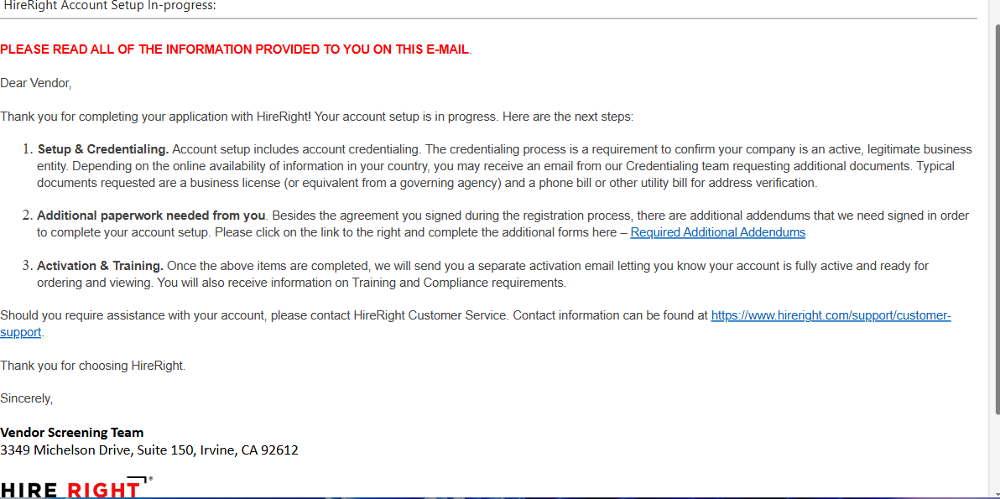 HireRight Account Setup In-progress:
PLEASE READ ALL OF THE INFORMATION PROVIDED TO YOU ON THIS E-MAIL.
Dear Vendor,
Thank you for completing your application with HireRight! Your account setup is in progress. Here are the next steps:
1. Setup & Credentialing. Account setup includes account credentialing. The credentialing process is a requirement to confirm your company is an active, legitimate business
entity. Depending on the online availability of information in your country, you may receive an email from our Credentialing team requesting additional documents. Typical
documents requested are a business license (or equivalent from a governing agency) and a phone bill or other utility bill for address verification.
2. Additional paperwork needed from you. Besides the agreement you signed during the registration process, there are additional addendums that we need signed in order
to complete your account setup. Please click on the link to the right and complete the additional forms here – Required Additional Addendums
3. Activation & Training. Once the above items are completed, we will send you a separate activation email letting you know your account is fully active and ready for
ordering and viewing. You will also receive information on Training and Compliance requirements.
Should you require assistance with your account, please contact HireRight Customer Service. Contact information can be found at https://www.hireright.com/support/customer-
support.
Thank you for choosing HireRight.
Sincerely,
Vendor Screening Team
3349 Michelson Drive, Suite 150, Irvine, CA 92612
HIRE RIGHT®